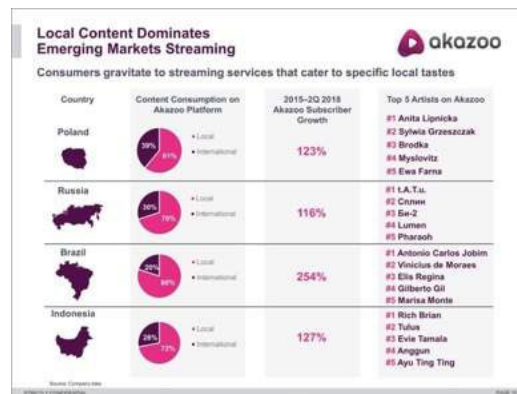 Local Content Dominates
Emerging Markets Streaming
akazoo
Consumers gravitate to streaming services that cater to specific local tastes
Country
Content Consumption on
Akazoo Platform
2015–2Q 2018
Akazoo Subscriber
Growth
Top 5 Artists on Akazoo
Poland
39%
61%
Local
International
123%
#1 Anita Lipnicka
#2 Sylwia Grzeszczak
#3 Brodka
#4 Myslovitz
#5 Ewa Farna
Russia
30%
70%
Local
International
116%
#1 t.A.T.u.
#2 Сплин
#3 Би-2
#4 Lumen
#5 Pharaoh
Brazil
20%
80%
Local
International
254%
#1 Antonio Carlos Jobim
#2 Vinicius de Moraes
#3 Elis Regina
#4 Gilberto Gil
#5 Marisa Monte
Indonesia
28%
72%
Local
International
127%
#1 Rich Brian
#2 Tulus
#3 Evie Tamala
#4 Anggun
#5 Ayu Ting Ting
Source: Company data